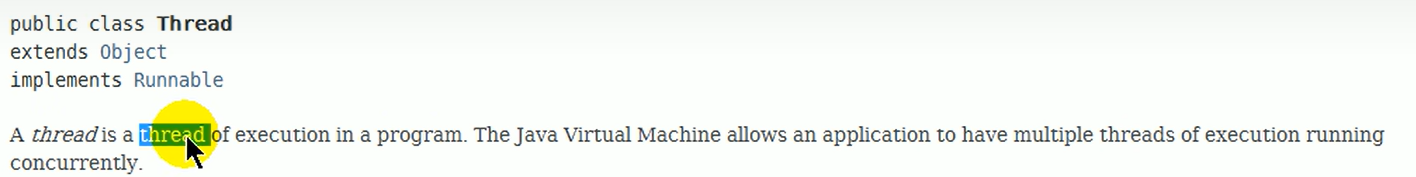 public class Thread
extends Object
implements Runnable
A thread is a thread of execution in a program. The Java Virtual Machine allows an application to have multiple threads of execution running
concurrently.